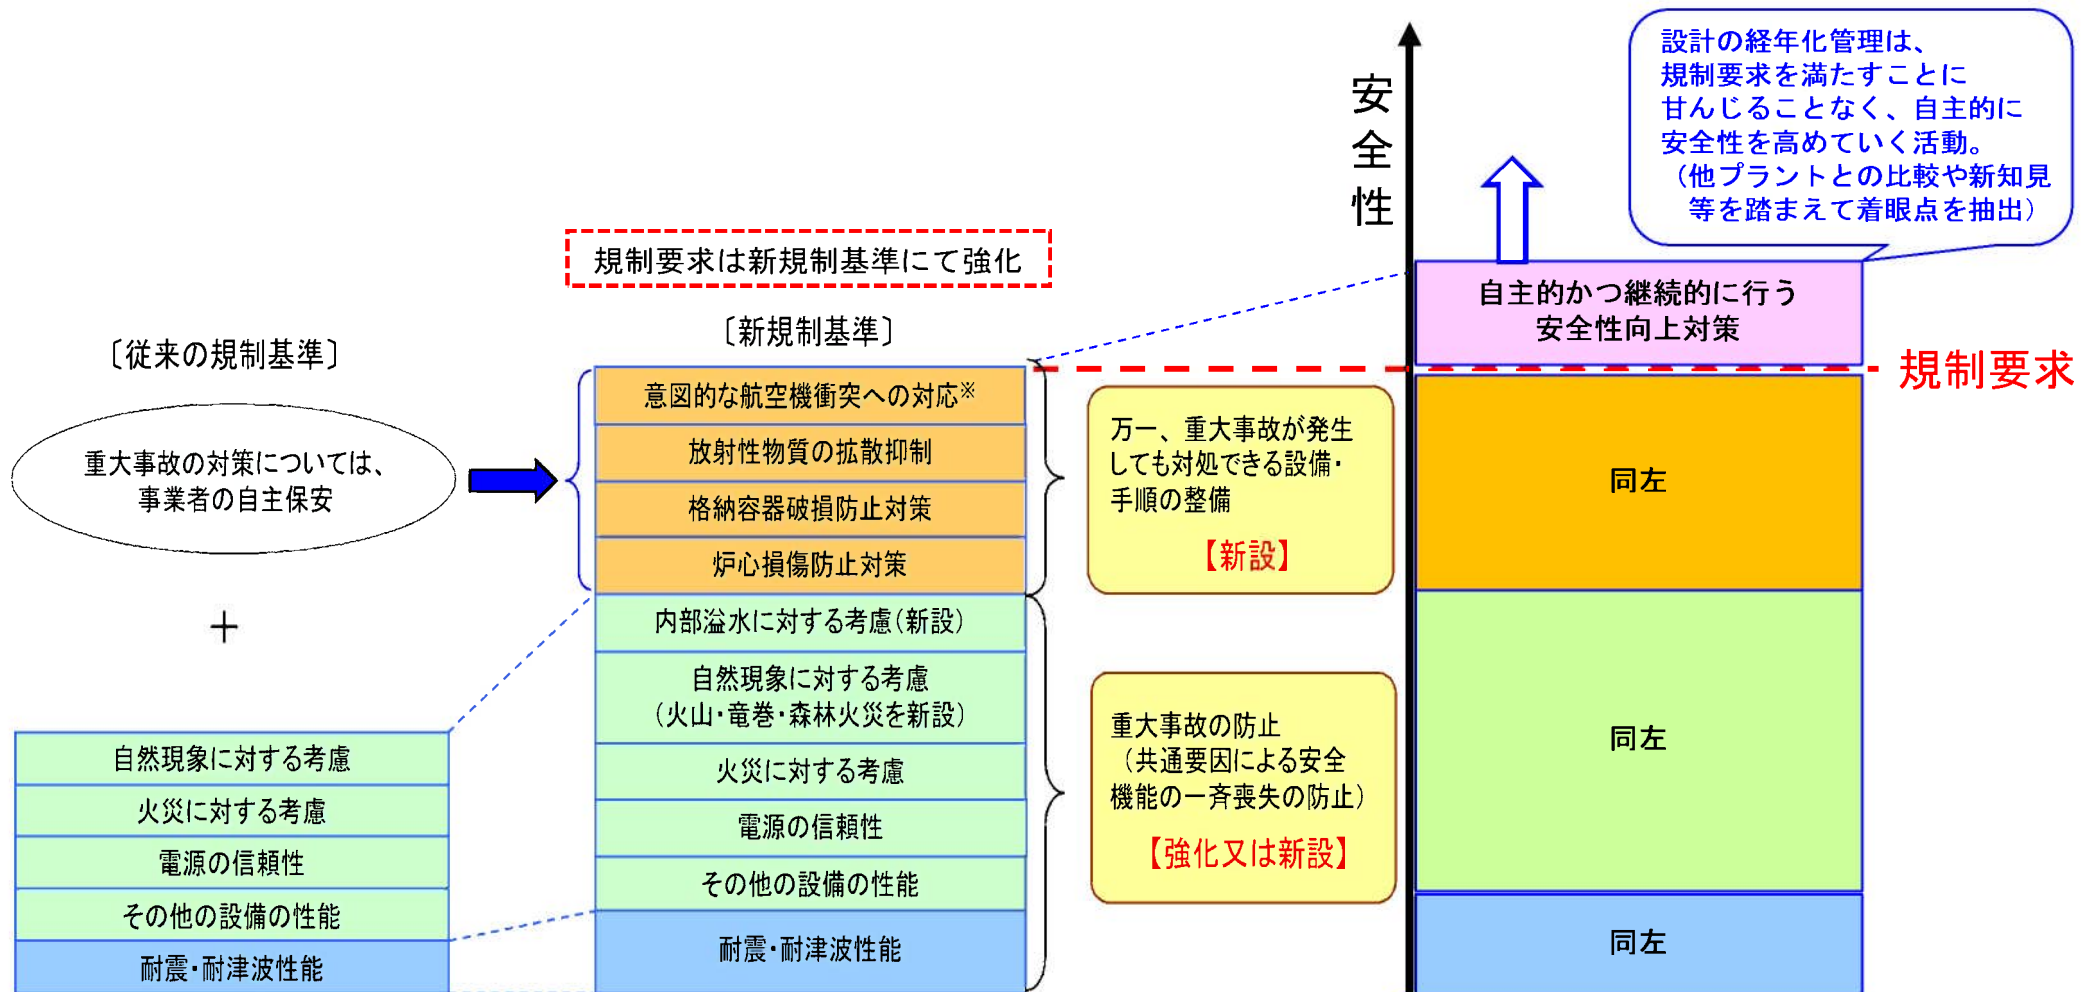 規制要求は新規制基準にて強化
〔従来の規制基準〕
重大事故の対策については、
事業者の自主保安
＋
自然現象に対する考慮
火災に対する考慮
電源の信頼性
その他の設備の性能
耐震・耐津波性能
〔新規制基準〕
意図的な航空機衝突への対応※
放射性物質の拡散抑制
格納容器破損防止対策
炉心損傷防止対策
内部溢水に対する考慮（新設）
自然現象に対する考慮
（火山・竜巻・森林火災を新設）
火災に対する考慮
電源の信頼性
その他の設備の性能
耐震・耐津波性能
万一、重大事故が発生
しても対処できる設備・
手順の整備
【新設】
重大事故の防止
（共通要因による安全
機能の一斉喪失の防止）
【強化又は新設】
安全性
設計の経年化管理は、
規制要求を満たすことに
甘んじることなく、自主的に
安全性を高めていく活動。
（他プラントとの比較や新知見
等を踏まえて着眼点を抽出）
自主的かつ継続的に行う
安全性向上対策
規制要求
同左
同左
同左